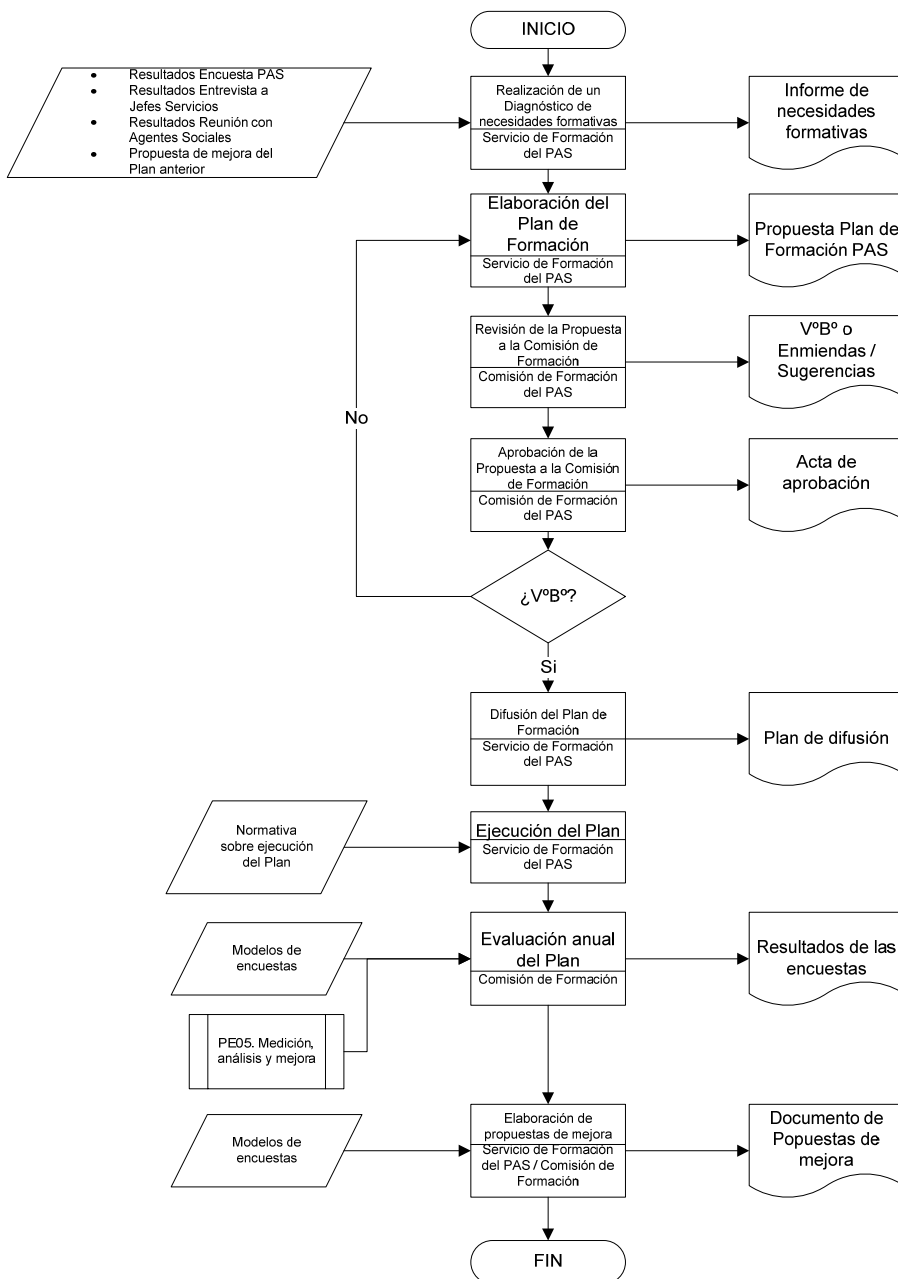 INICIO
• Resultados Encuesta PAS
• Resultados Entrevista a
Jefes Servicios
• Resultados Reunión con
Agentes Sociales
• Propuesta de mejora del
Plan anterior
Realización de un
Diagnóstico de
necesidades formativas
Servicio de Formación
del PAS
Informe de
necesidades
formativas
Elaboración del
Plan de
Formación
Servicio de Formación
del PAS
Propuesta Plan de
Formación PAS
Revisión de la Propuesta
a la Comisión de
Formación
Comisión de Formación
del PAS
VºBº o
Enmiendas /
Sugerencias
No
Aprobación de la
Propuesta a la Comisión
de Formación
Comisión de Formación
del PAS
Acta de
aprobación
¿VºBº?
Si
Difusión del Plan de
Formación
Servicio de Formación
del PAS
Plan de difusión
Normativa
sobre ejecución
del Plan
Ejecución del Plan
Servicio de Formación
del PAS
Modelos de
encuestas
Evaluación anual
del Plan
Comisión de Formación
Resultados de las
encuestas
PE05. Medición,
análisis y mejora
Modelos de
encuestas
Elaboración de
propuestas de mejora
Servicio de Formación
del PAS / Comisión de
Formación
Documento de
Popuestas de
mejora
FIN